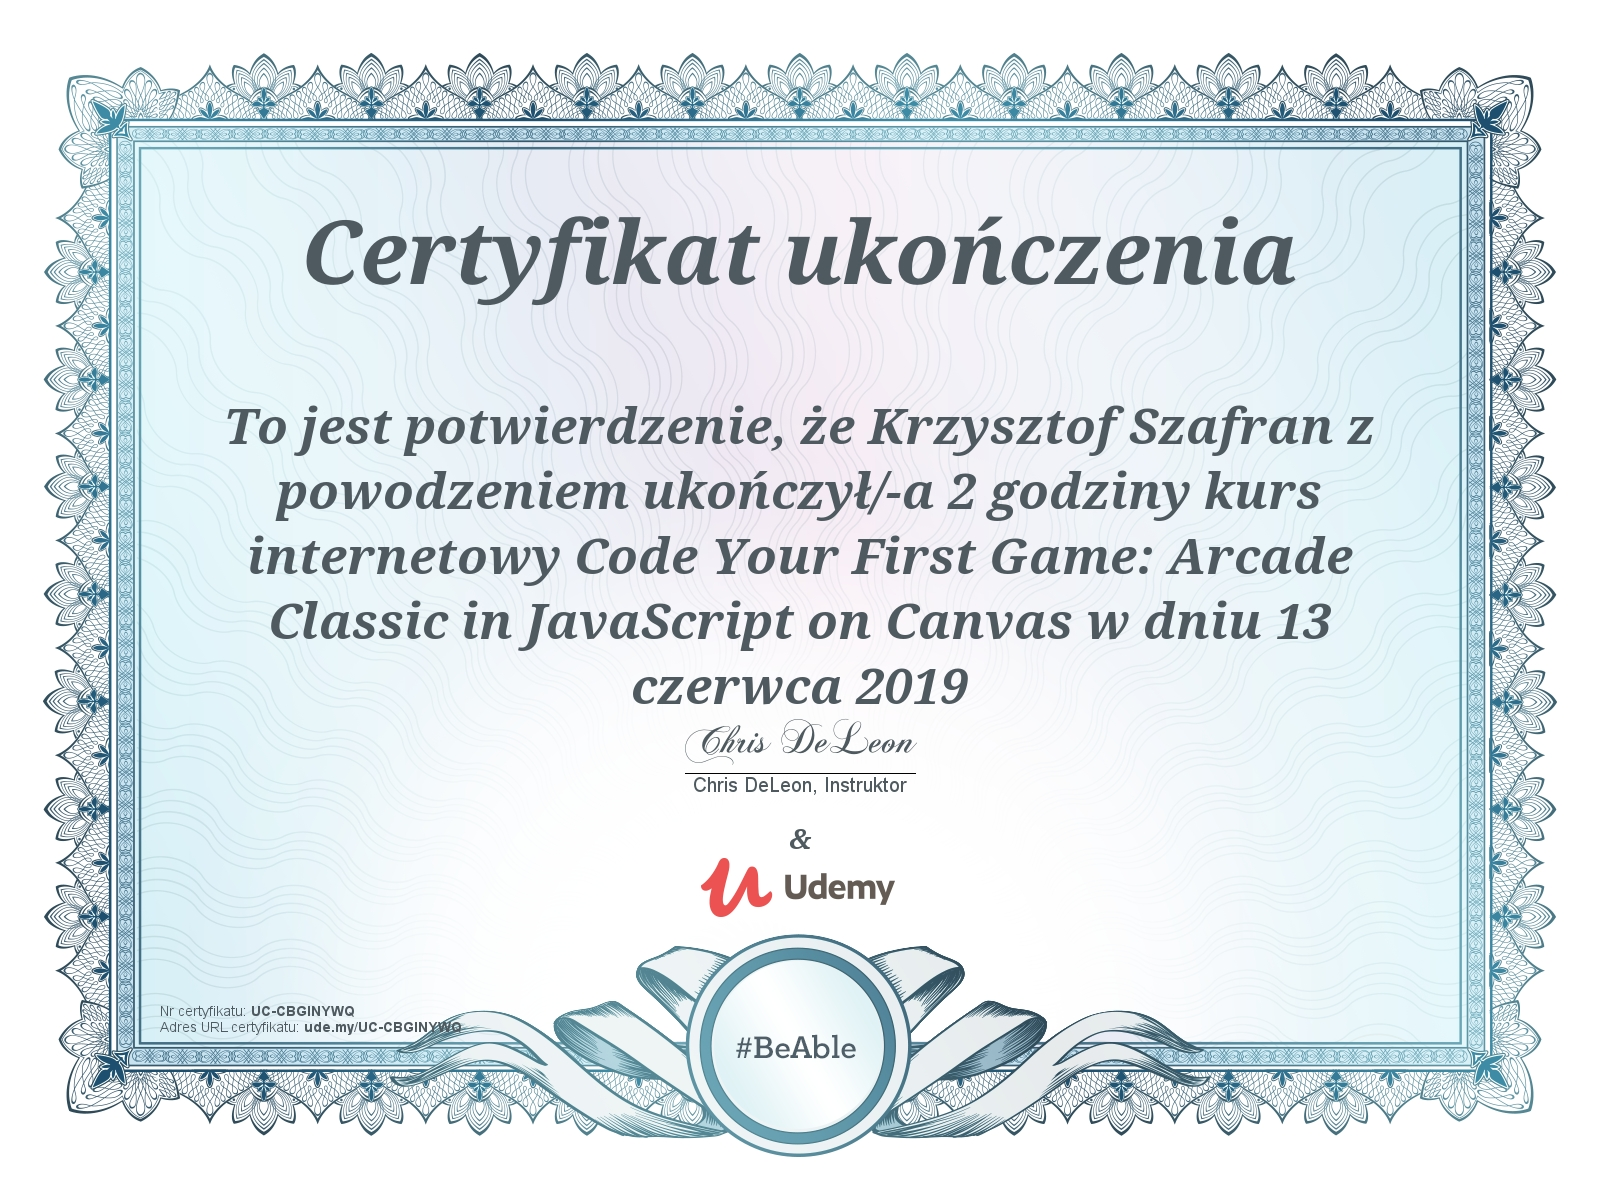 Certyfikat ukończenia
To jest potwierdzenie, że Krzysztof Szafran z
powodzeniem ukończył/-a 2 godziny kurs
internetowy Code Your First Game: Arcade
Classic in JavaScript on Canvas w dniu 13
czerwca 2019
Chris DeLeon
Chris DeLeon, Instruktor
&
Udemy
Nr certyfikatu: UC-CBGINYWQ
Adres URL certyfikatu: ude.my/UC-CBGINYWQ
#BeAble